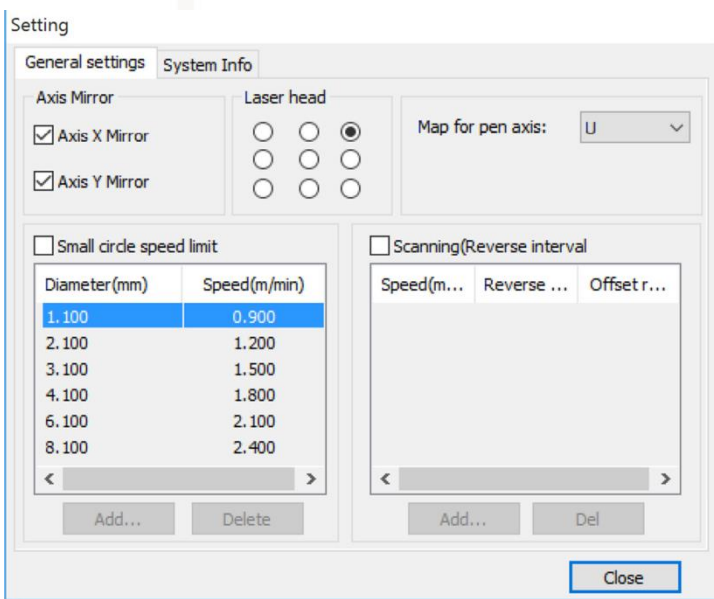 Setting
General settings System Info
Axis Mirror
Axis X Mirror
Axis Y Mirror
Laser head
Map for pen axis: U
Small circle speed limit
Diameter(mm) Speed(m/min)
1.100 0.900
2.100 1.200
3.100 1.500
4.100 1.800
6.100 2.100
8.100 2.400
Add... Delete
Scanning(Reverse interval
Speed(m... Reverse ... Offset r...
Add... Del
Close